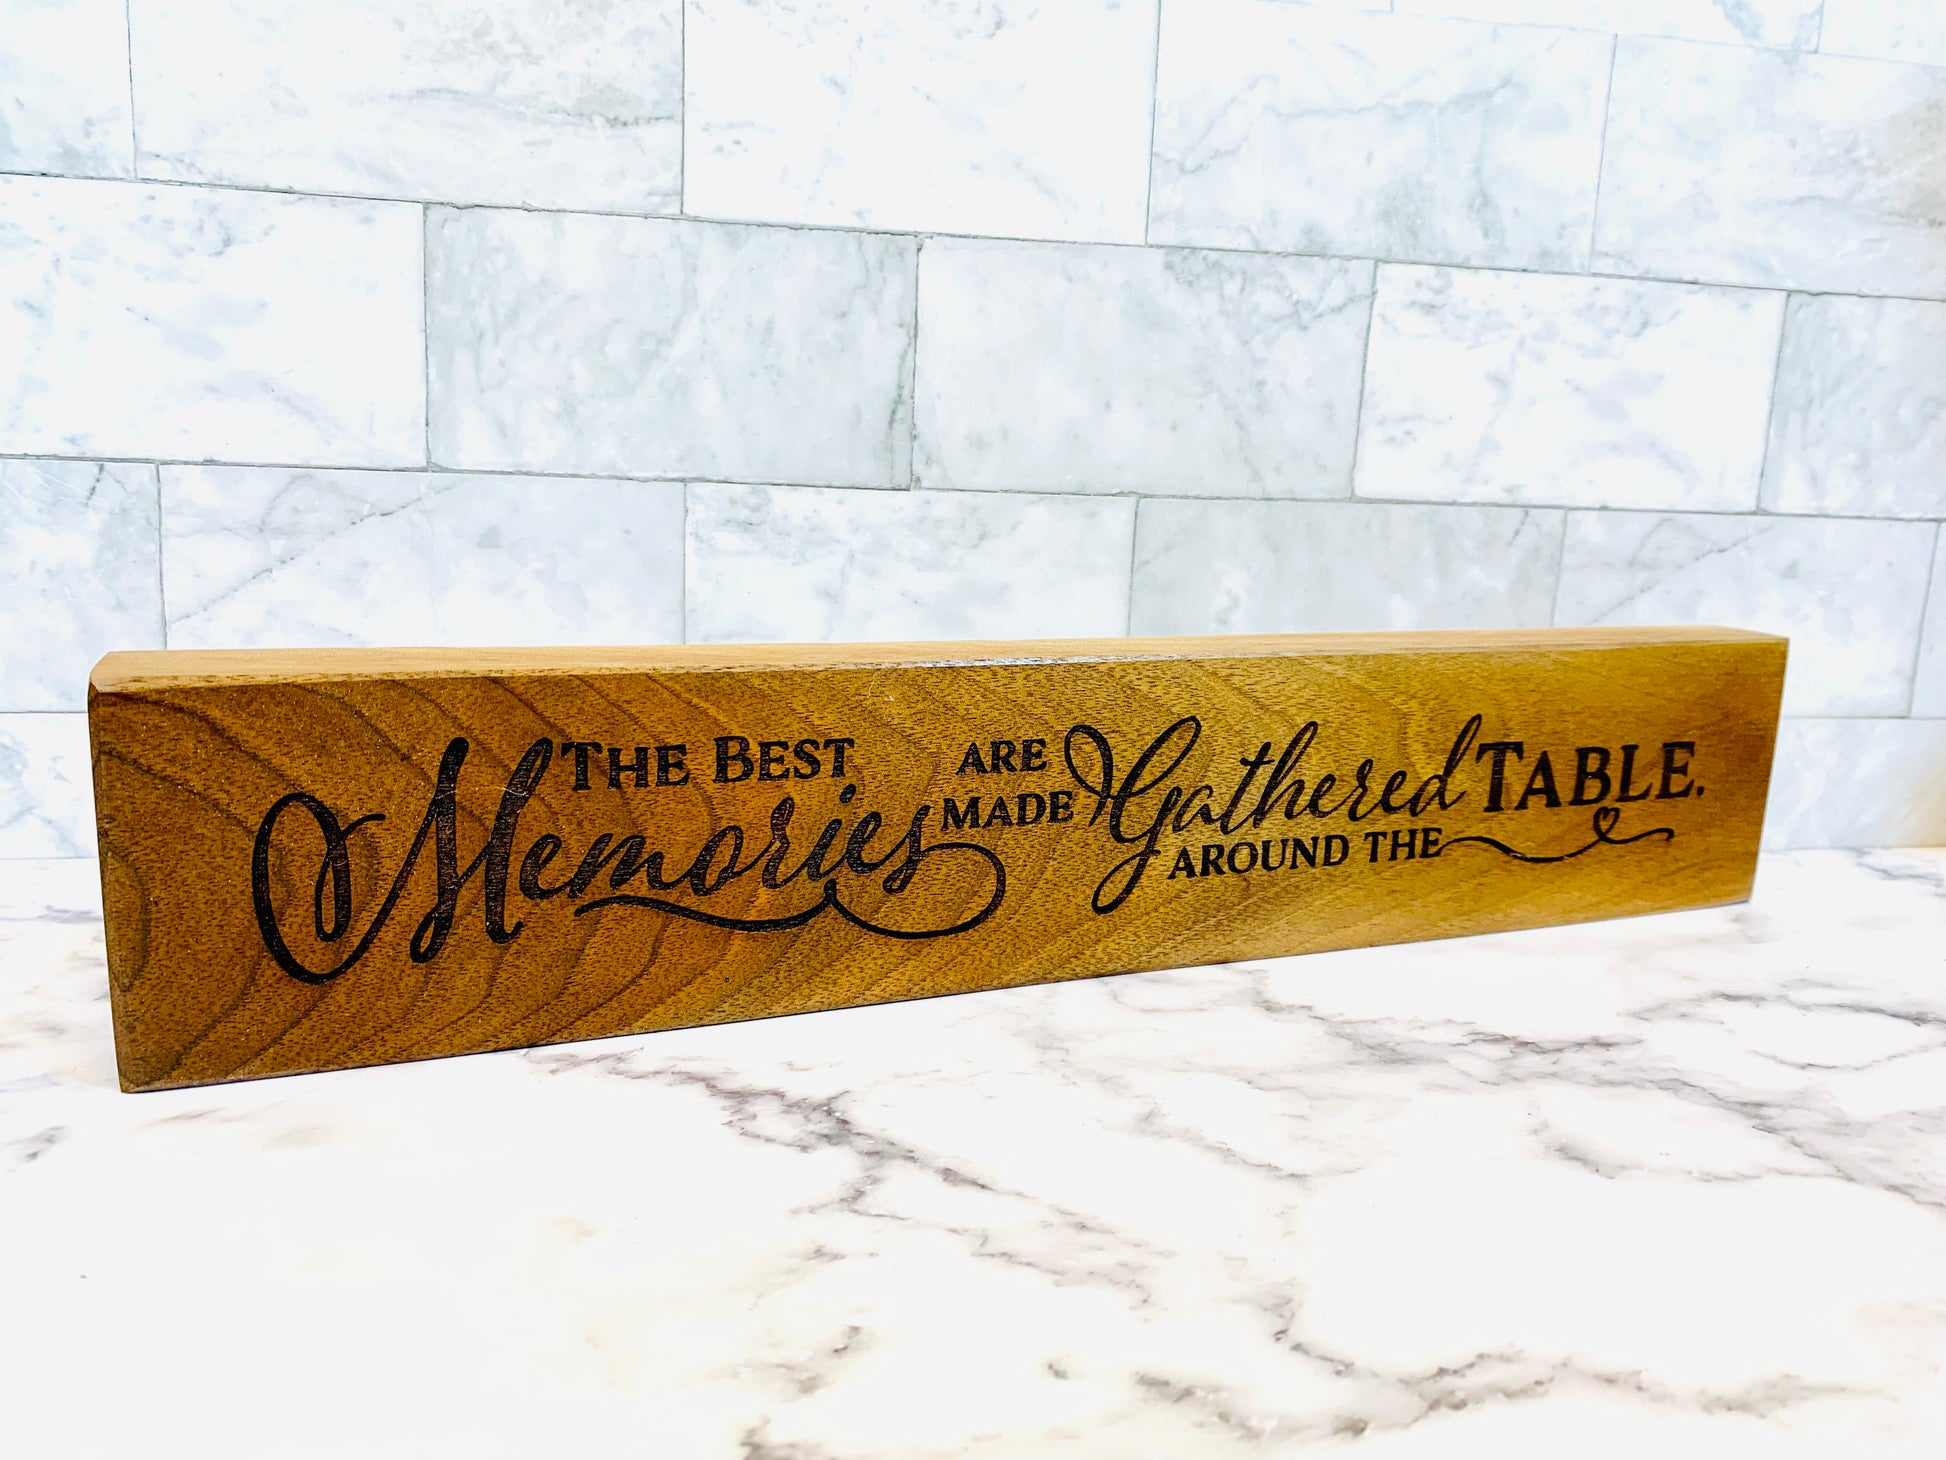 The Best
Memories
are
made
Gathered
around the
Table.